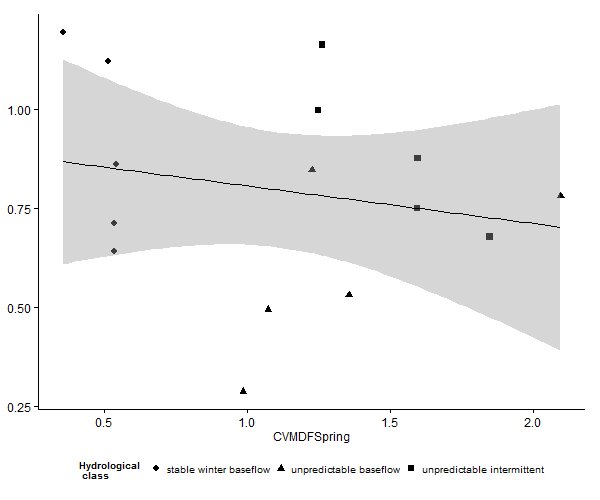 1.00
0.75
0.50
0.25
0.5 1.0 1.5 2.0
CVMDFSpring
Hydrological
class
stable winter baseflow unpredictable baseflow unpredictable intermittent